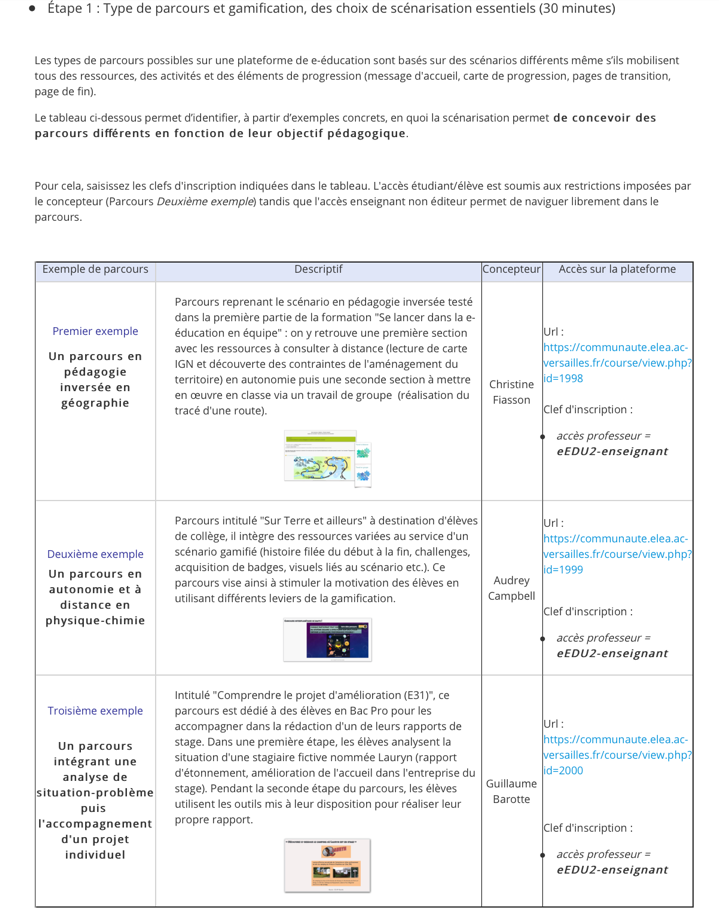 Étape 1 : Type de parcours et gamification, des choix de scénarisation essentiels (30 minutes)
Les types de parcours possibles sur une plateforme de e-éducation sont basés sur des scénarios différents même s'ils mobilisent
tous des ressources, des activités et des éléments de progression (message d'accueil, carte de progression, pages de transition,
page de fin).
Le tableau ci-dessous permet d'identifier, à partir d'exemples concrets, en quoi la scénarisation permet de concevoir des
parcours différents en fonction de leur objectif pédagogique.
Pour cela, saisissez les clefs d'inscription indiquées dans le tableau. L'accès étudiant/élève est soumis aux restrictions imposées par
le concepteur (Parcours Deuxième exemple) tandis que l'accès enseignant non éditeur permet de naviguer librement dans le
parcours.
Exemple de parcours
Descriptif
Concepteur
Accès sur la plateforme
Premier exemple
Un parcours en
pédagogie
inversée en
géographie
Parcours reprenant le scénario en pédagogie inversée testé
dans la première partie de la formation "Se lancer dans la e-
éducation en équipe" : on y retrouve une première section
avec les ressources à consulter à distance (lecture de carte
IGN et découverte des contraintes de l'aménagement du
territoire) en autonomie puis une seconde section à mettre
en œuvre en classe via un travail de groupe (réalisation du
tracé d'une route).
Christine
Fiasson
Url :
https://communaute.elea.ac-
versailles.fr/course/view.php?
id=1998
Clef d'inscription :
accès professeur =
eEDU2-enseignant
Deuxième exemple
Un parcours en
autonomie et à
distance en
physique-chimie
Parcours intitulé "Sur Terre et ailleurs" à destination d'élèves
de collège, il intègre des ressources variées au service d'un
scénario gamifié (histoire filée du début à la fin, challenges,
acquisition de badges, visuels liés au scénario etc.). Ce
parcours vise ainsi à stimuler la motivation des élèves en
utilisant différents leviers de la gamification.
Audrey
Campbell
Url :
https://communaute.elea.ac-
versailles.fr/course/view.php?
id=1999
Clef d'inscription :
accès professeur =
eEDU2-enseignant
Troisième exemple
Un parcours
intégrant une
analyse de
situation-problème
puis
l'accompagnement
d'un projet
individuel
Intitulé "Comprendre le projet d'amélioration (E31)", ce
parcours est dédié à des élèves en Bac Pro pour les
accompagner dans la rédaction d'un de leurs rapports de
stage. Dans une première étape, les élèves analysent la
situation d'une stagiaire fictive nommée Lauryn (rapport
d'étonnement, amélioration de l'accueil dans l'entreprise du
stage). Pendant la seconde étape du parcours, les élèves
utilisent les outils mis à leur disposition pour réaliser leur
propre rapport.
Guillaume
Barotte
Url :
https://communaute.elea.ac-
versailles.fr/course/view.php?
id=2000
Clef d'inscription :
accès professeur =
eEDU2-enseignant